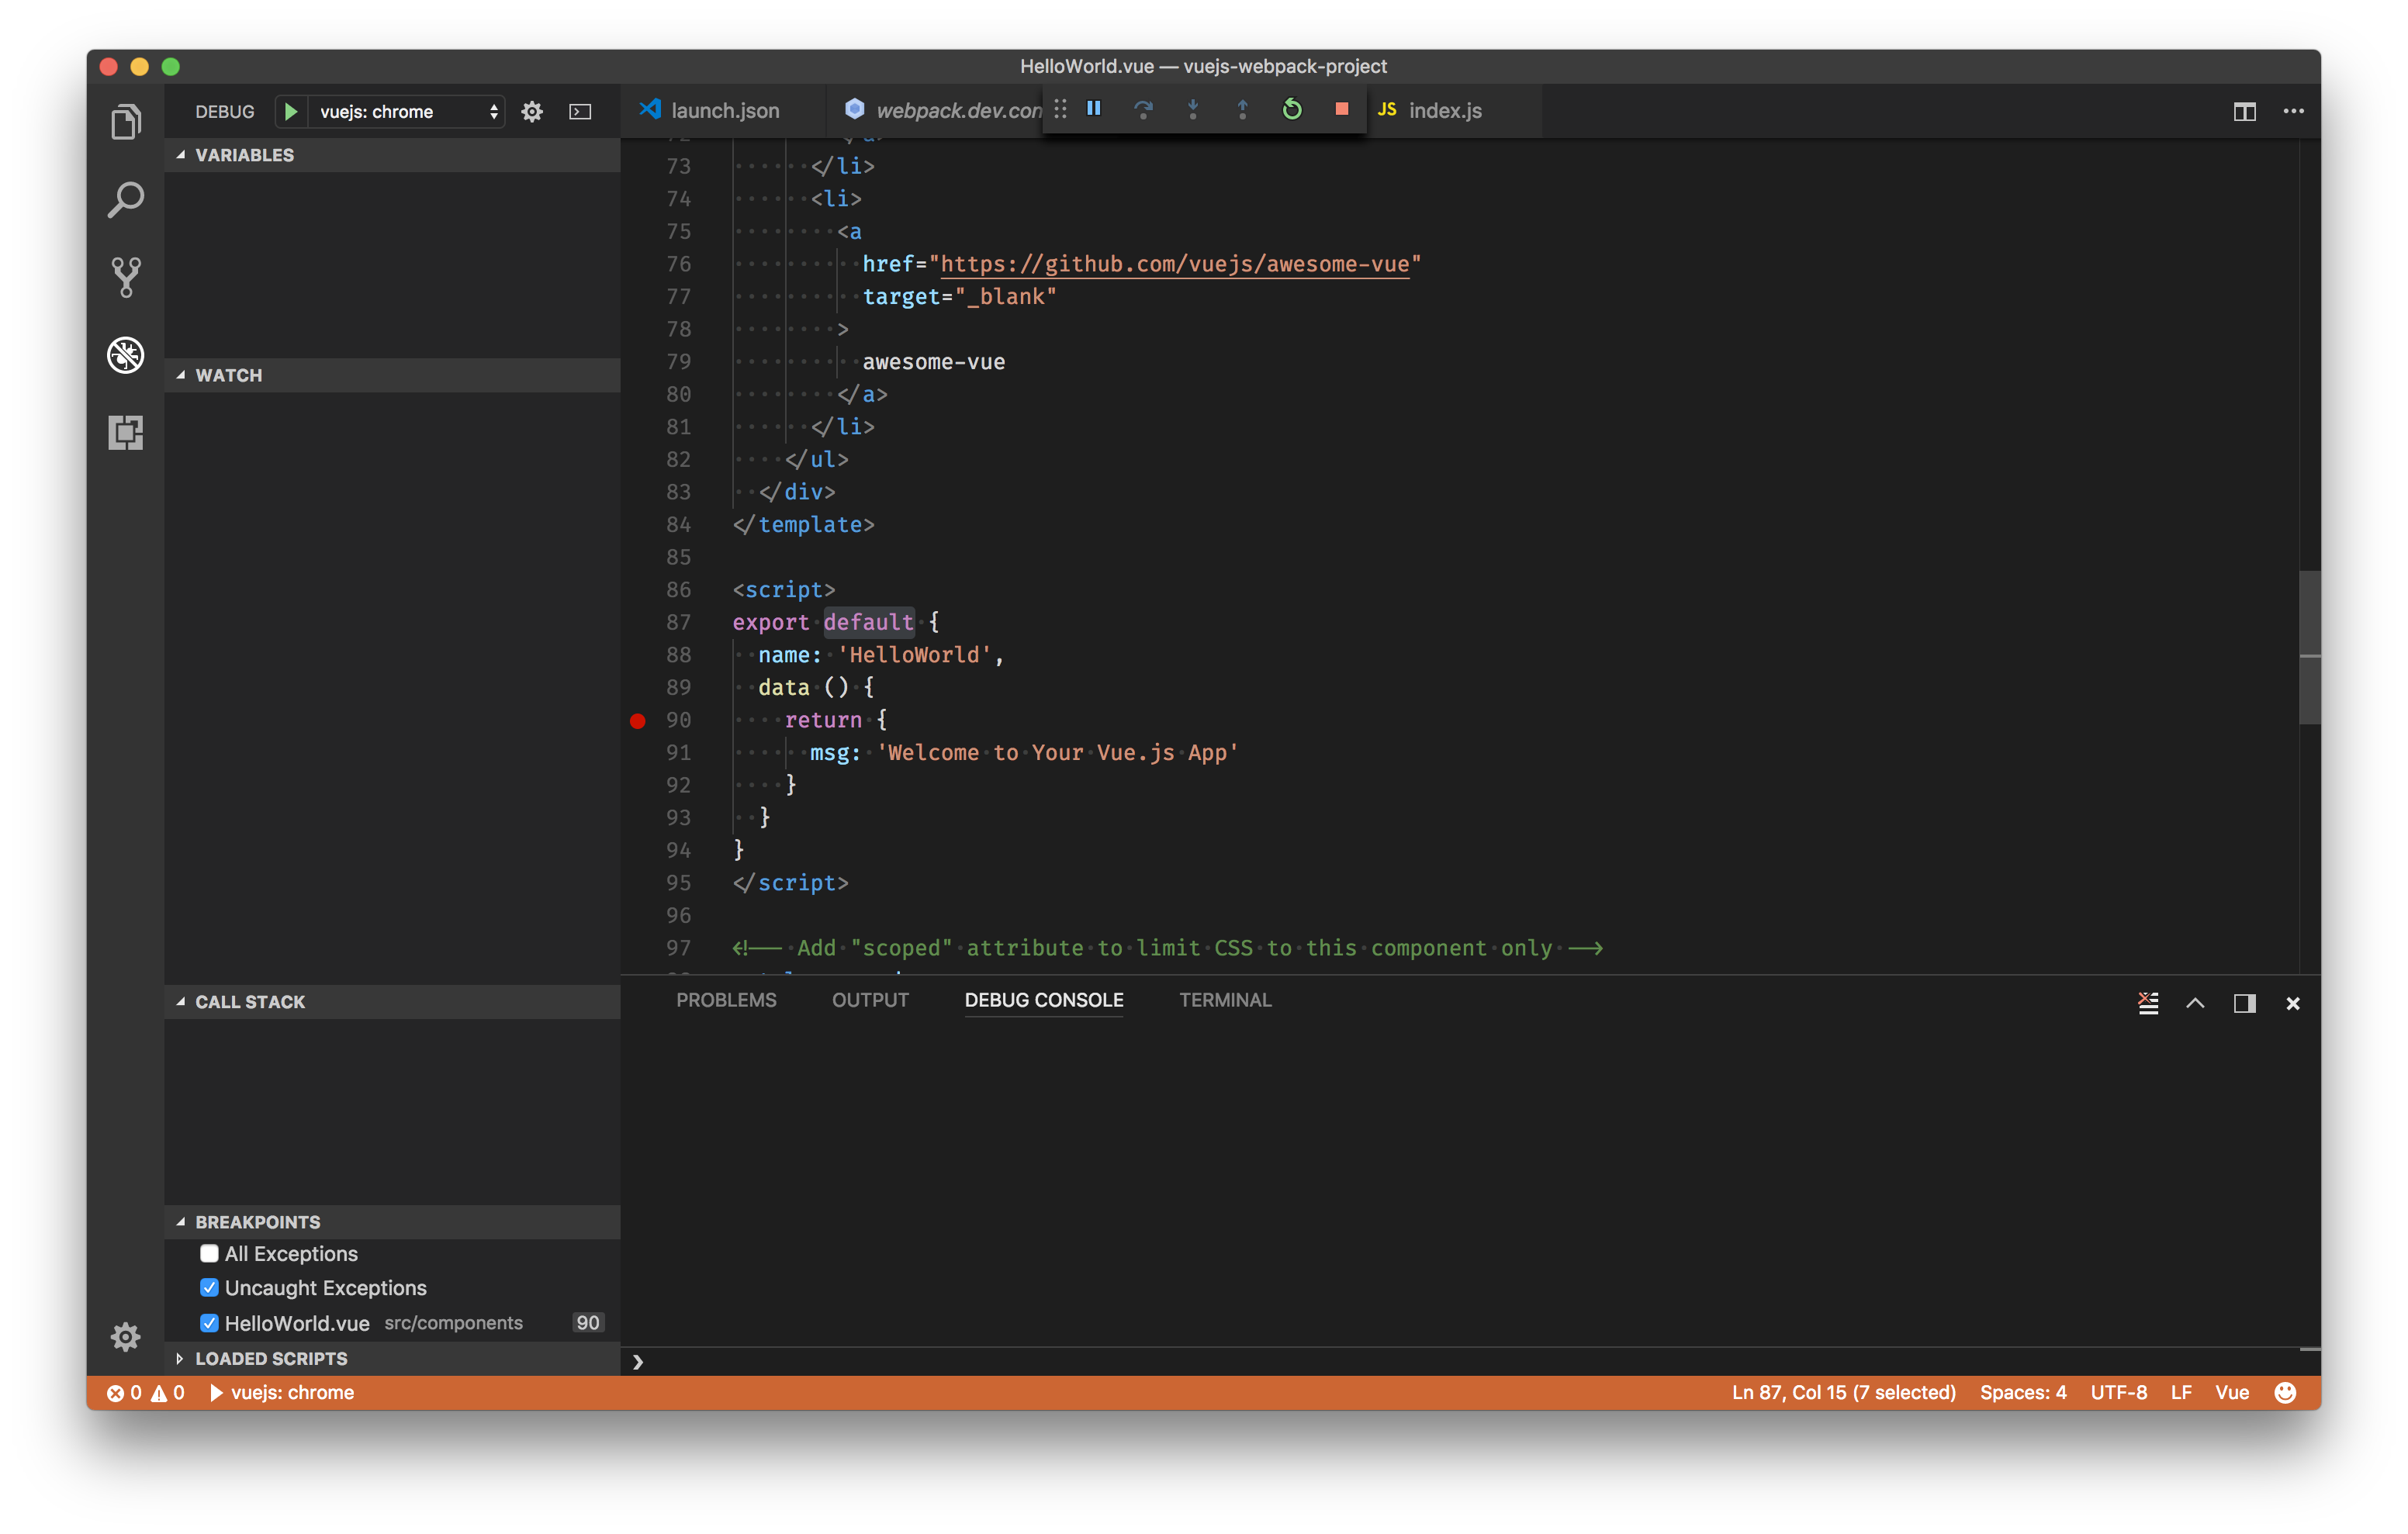 HelloWorld.vue — vuejs-webpack-project
DEBUG vuejs: chrome
launch.json webpack.dev.con JS index.js
VARIABLES
WATCH
CALL STACK
BREAKPOINTS
All Exceptions
Uncaught Exceptions
HelloWorld.vue src/components 90
LOADED SCRIPTS
73 </li>
74 <li>
75 <a
76 href="https://github.com/vuejs/awesome-vue"
77 target="_blank"
78 >
79 awesome-vue
80 </a>
81 </li>
82 </ul>
83 </div>
84 </template>
85
86 <script>
87 export default {
88 name: 'HelloWorld',
89 data () {
90 return {
91 msg: 'Welcome to Your Vue.js App'
92 }
93 }
94 }
95 </script>
96
97 <!-- Add "scoped" attribute to limit CSS to this component only -->
PROBLEMS OUTPUT DEBUG CONSOLE TERMINAL
0 0 vuejs: chrome Ln 87, Col 15 (7 selected) Spaces: 4 UTF-8 LF Vue